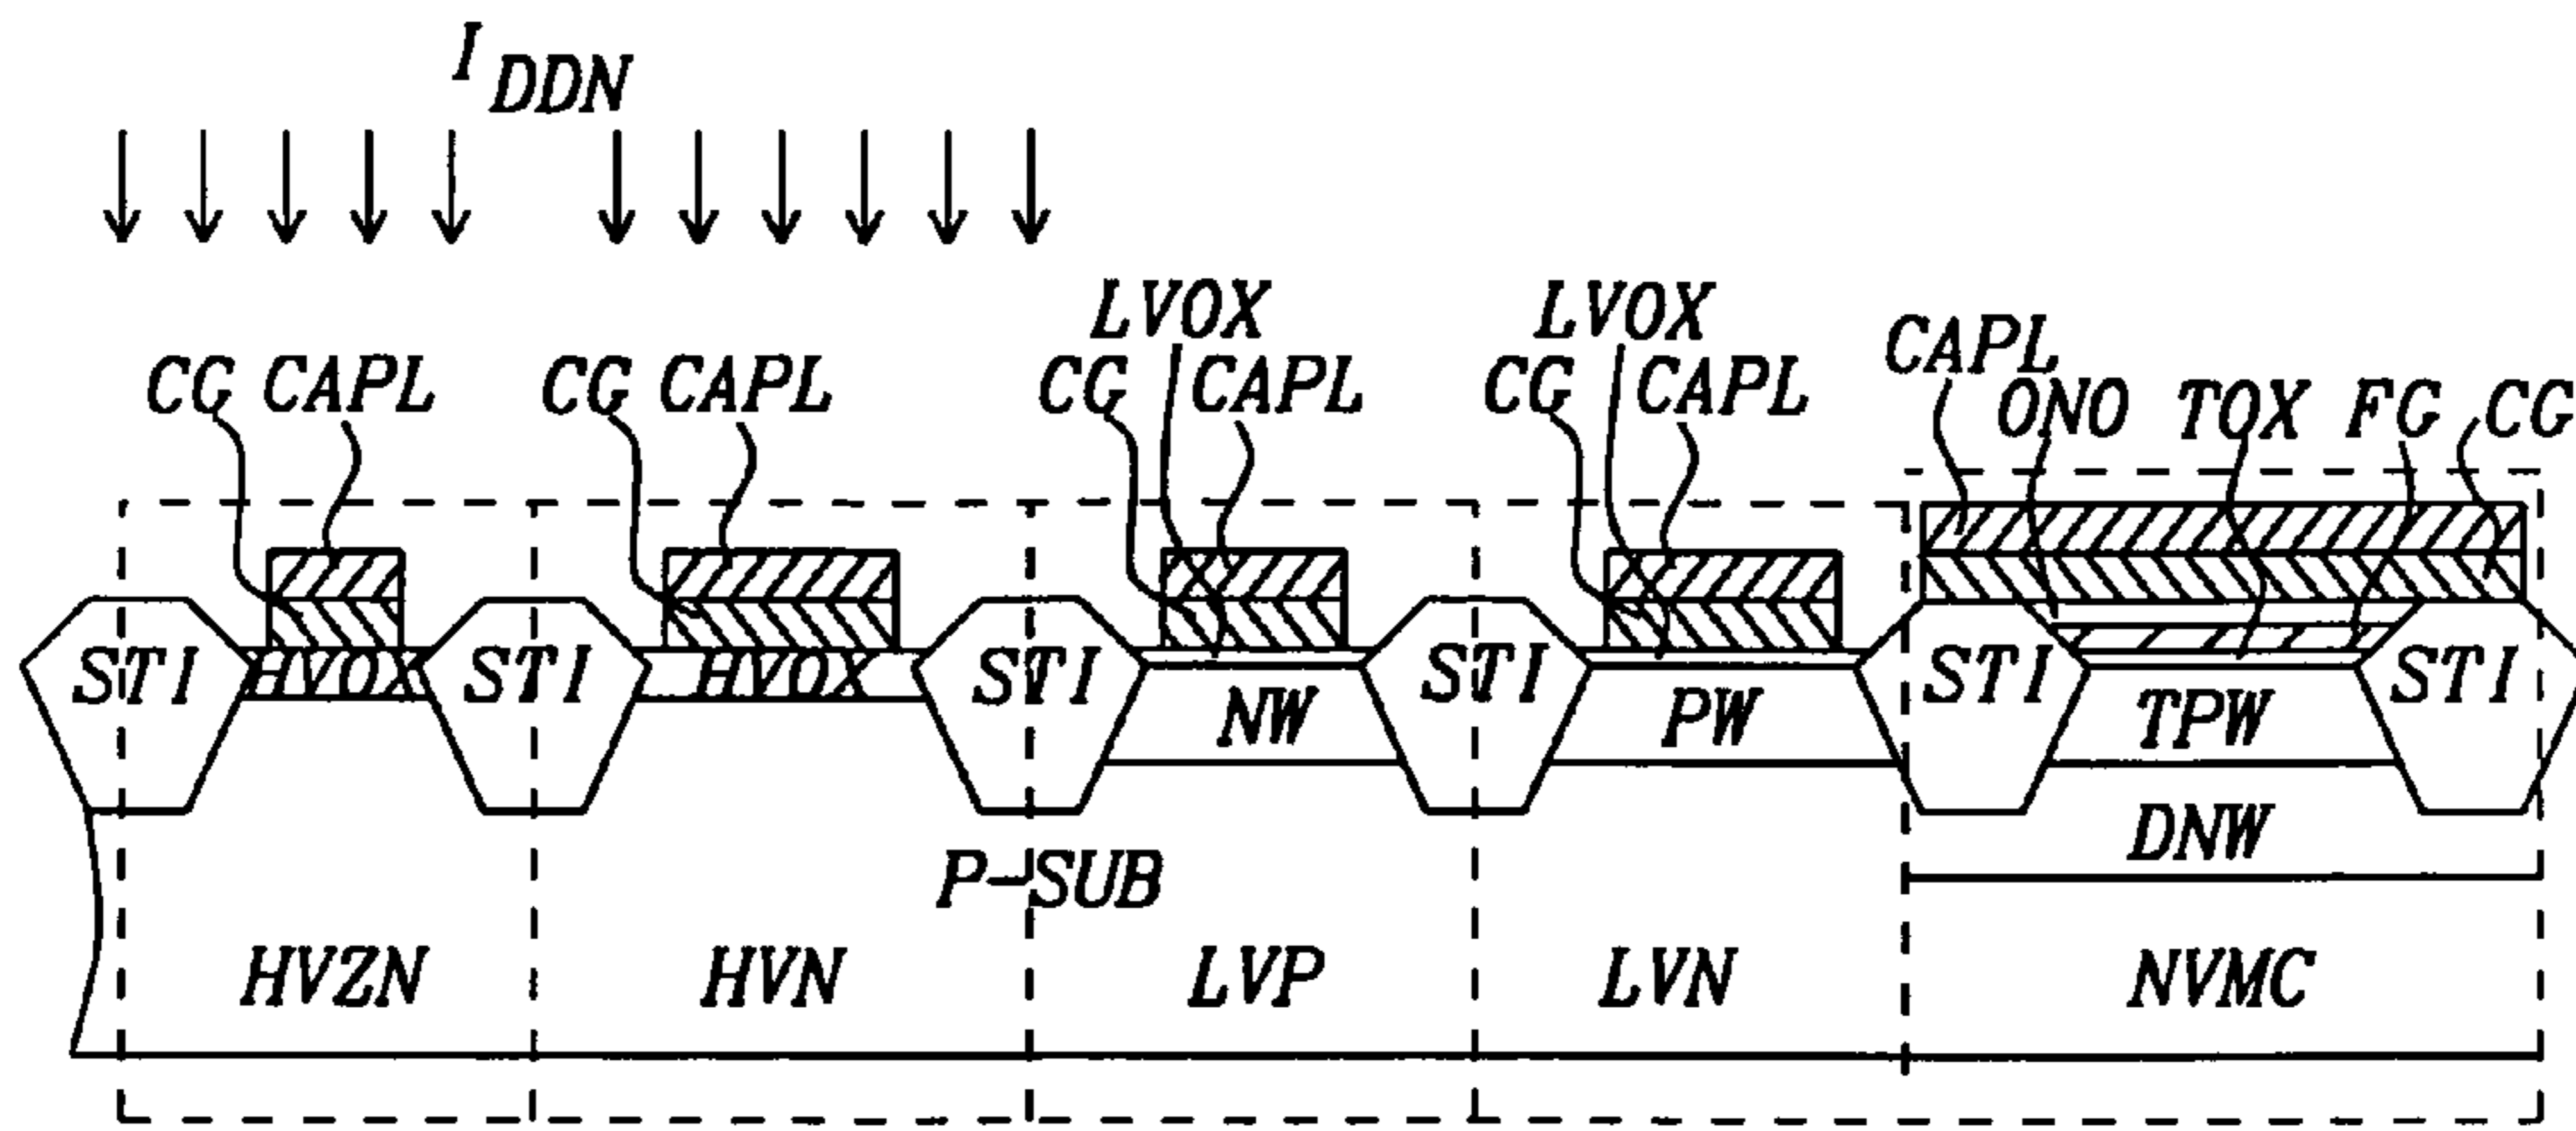 I DDN
LVOX LVOX
CG CAPL CG CAPL CG CAPL CG CAPL CAPL ONO TOX FG CG
STI HVOX STI HVOX STI STI STI STI
NW PW TPW
DNW
P-SUB
HVZN HVN LVP LVN NVMC